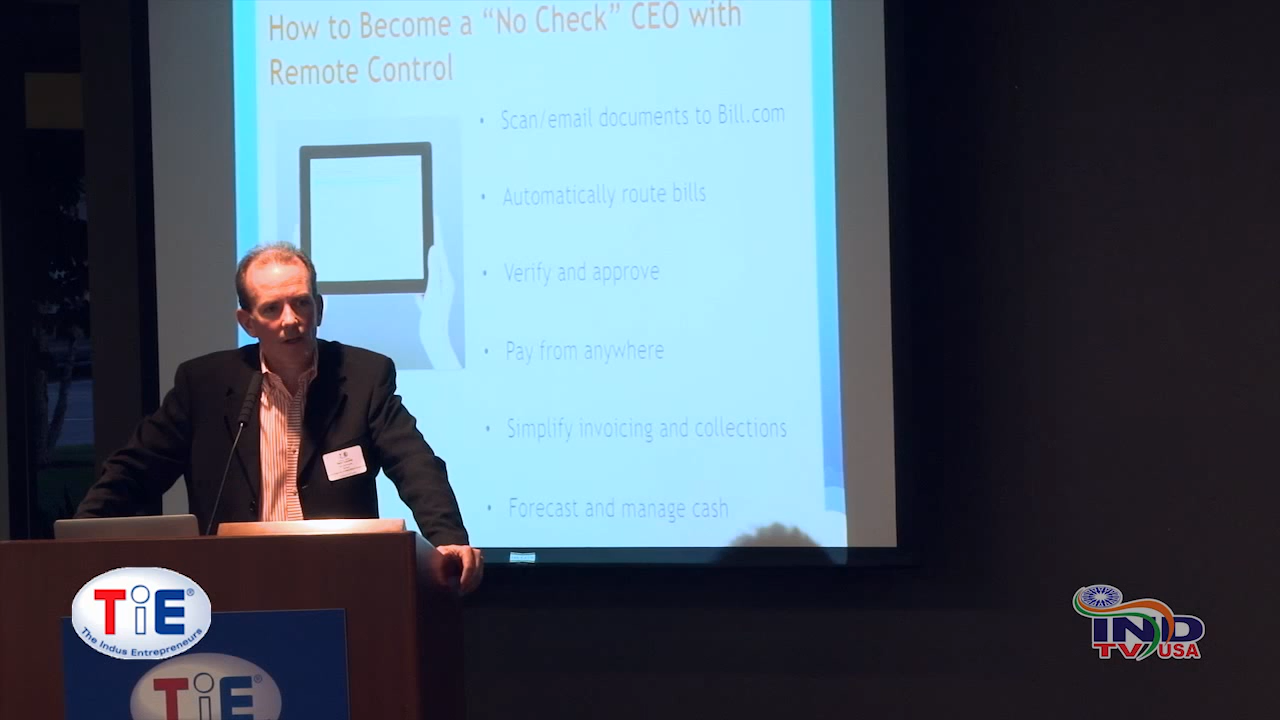 How to Become a “No Check” CEO with
Remote Control
• Scan/email documents to Bill.com
• Automatically route bills
• Verify and approve
• Pay from anywhere
• Simplify invoicing and collections
• Forecast and manage cash
TiE®
The Indus Entrepreneurs
TiE®
IND
TV USA